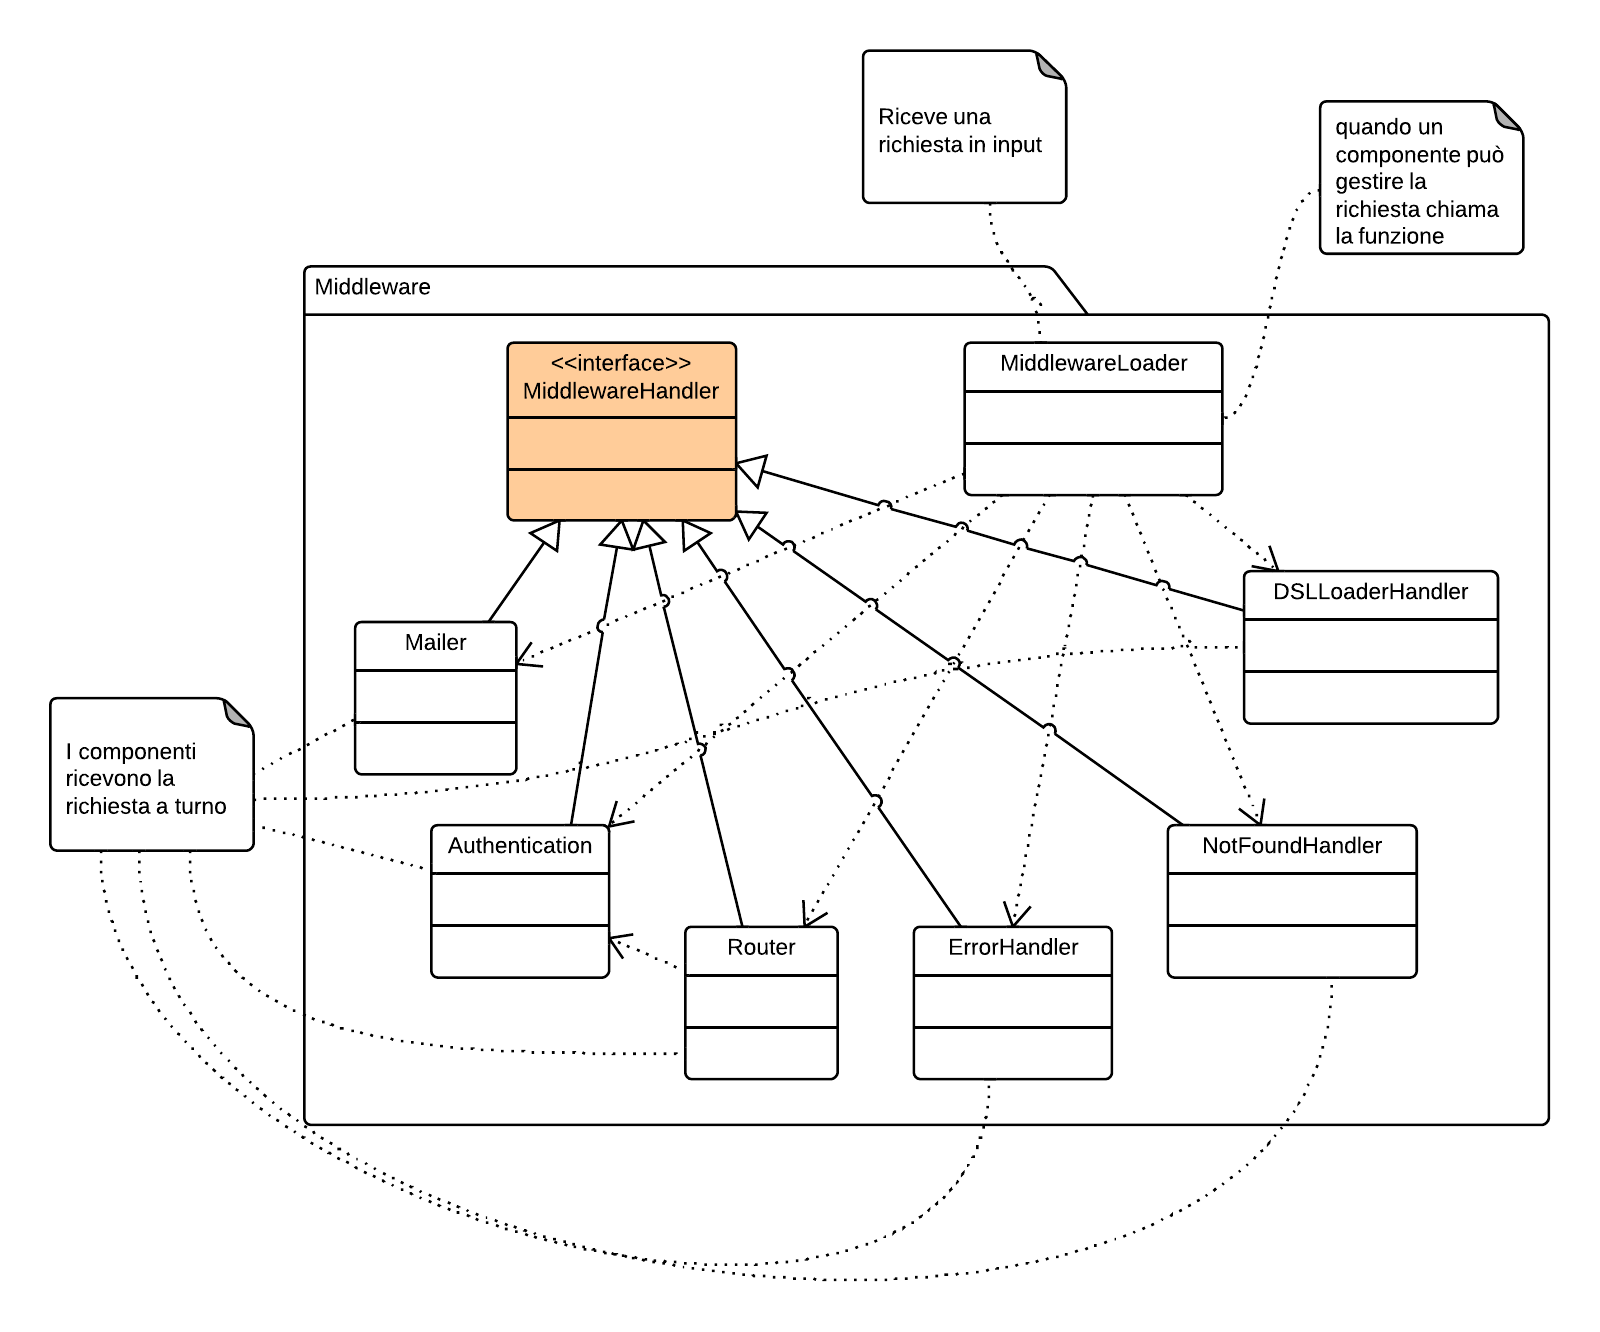 Riceve una
richiesta in input
quando un
componente può
gestire la
richiesta chiama
la funzione
Middleware
<<interface>>
MiddlewareHandler
MiddlewareLoader
DSLLoaderHandler
Mailer
I componenti
ricevono la
richiesta a turno
Authentication
NotFoundHandler
Router
ErrorHandler